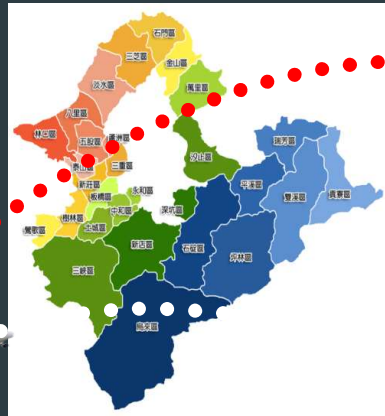 石門區
三芝區
金山區
淡水區
萬里區
八里區
林口區
五股區
蘆洲區
泰山區
三重區
汐止區
瑞芳區
新莊區
板橋區
永和區
平溪區
雙溪區
貢寮區
中和區
深坑區
樹林區
土城區
鶯歌區
新店區
石碇區
坪林區
三峽區
烏來區